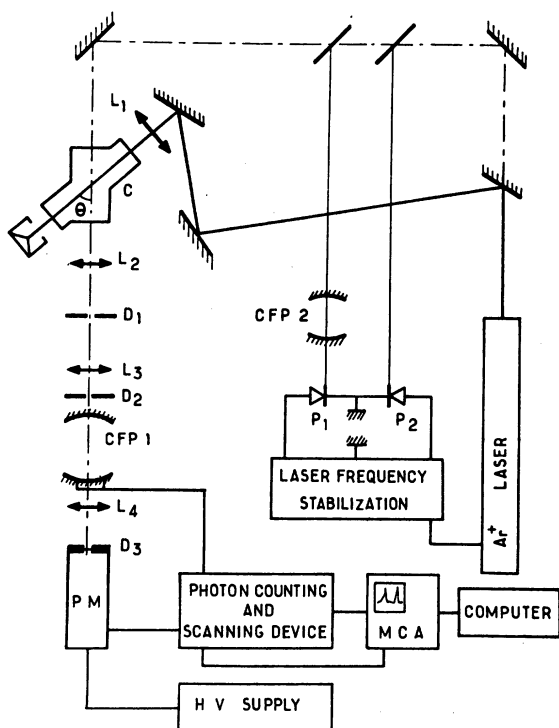 L1
C
Θ
L2
D1
CFP 2
L3
D2
P1
P2
CFP 1
LASER FREQUENCY
STABILIZATION
Ar+ LASER
L4
D3
PM
PHOTON COUNTING
AND
SCANNING DEVICE
MCA
COMPUTER
HV SUPPLY